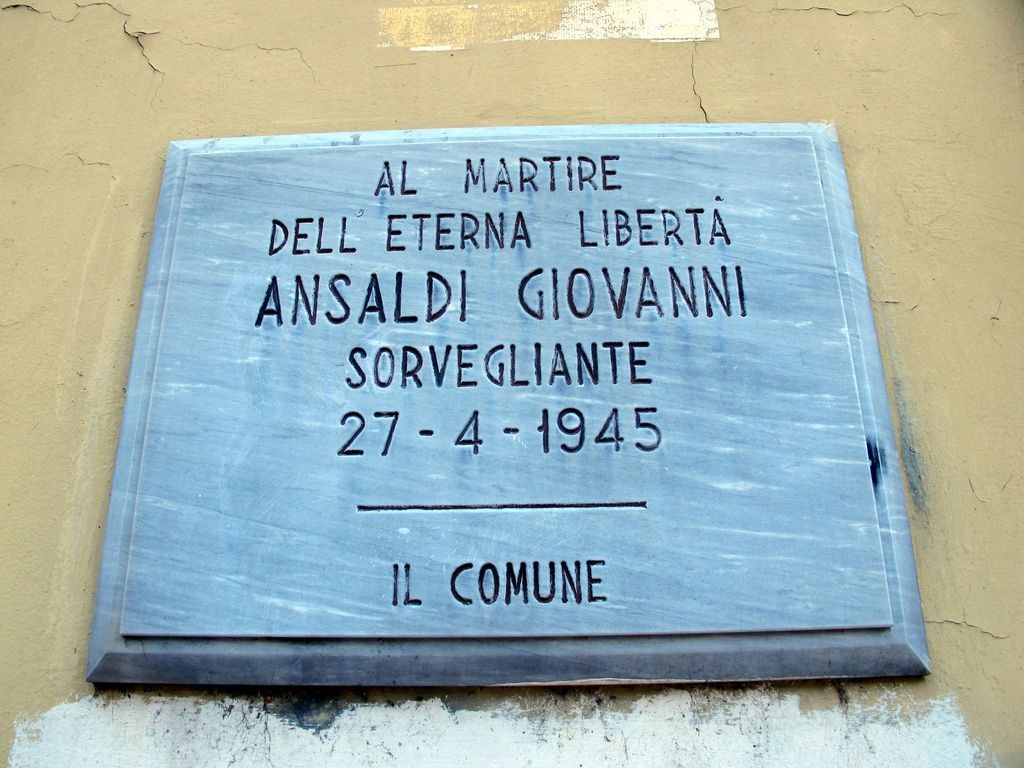 AL MARTIRE
DELL' ETERNA LIBERTÀ
ANSALDI GIOVANNI
SORVEGLIANTE
27-4-1945
IL COMUNE